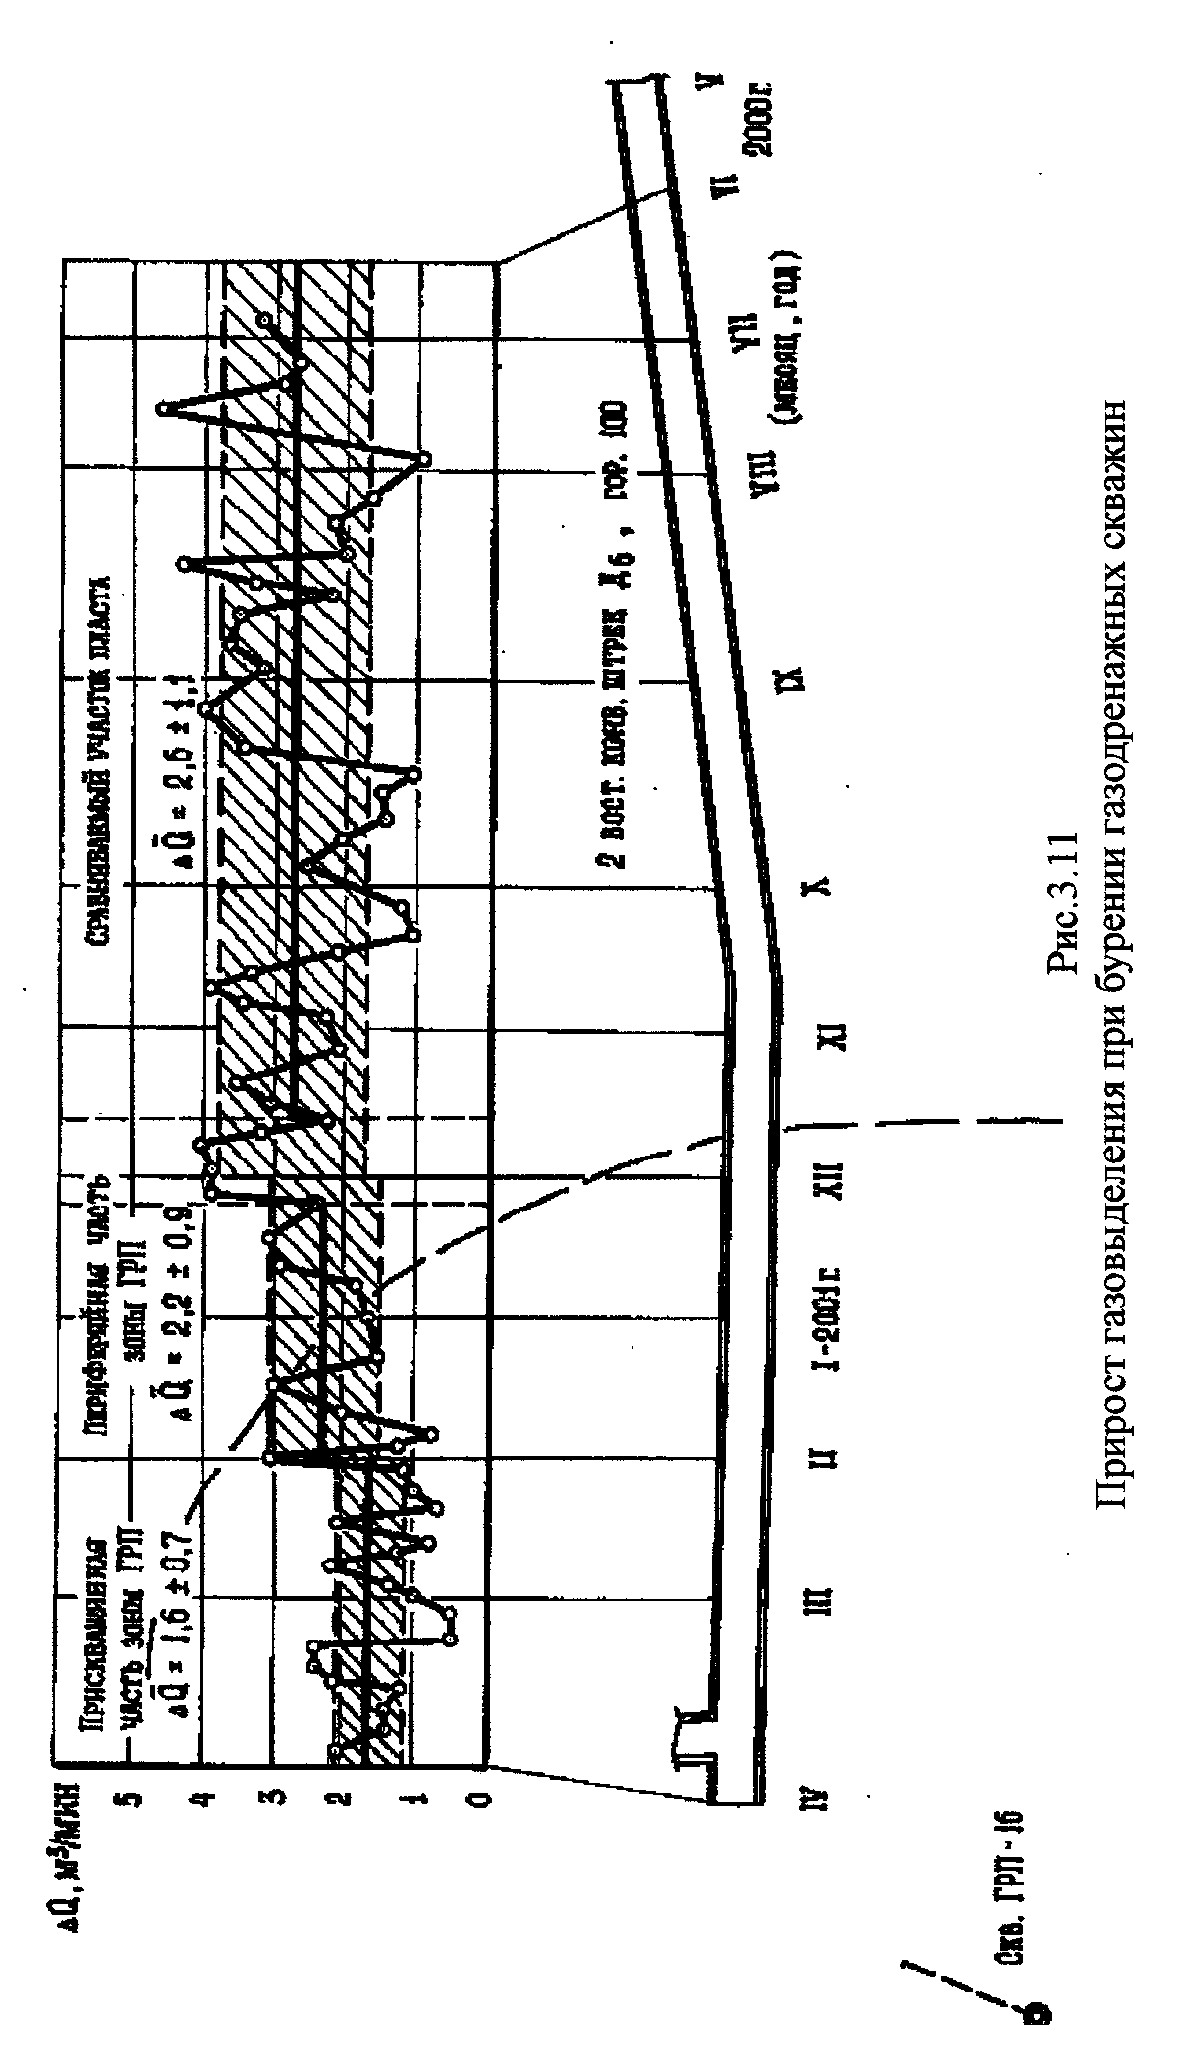 ΔQ, м³/мин
5
4
3
2
1
0
Прискважинная
часть зоны ГРП
ΔQ̄ = 1,6 ± 0,7
Периферийная часть
зоны ГРП
ΔQ̄ = 2,2 ± 0,9
Сравниваемый участок пласта
ΔQ̄ = 2,6 ± 1,1
2 вост. конв. штрек Д6, гор. 100
IV
III
II
I-2001г.
XII
XI
X
IX
VIII
VII
VI
V
2000г.
(месяц, год)
Скв. ГРП-16
Рис.3.11
Прирост газовыделения при бурении газодренажных скважин